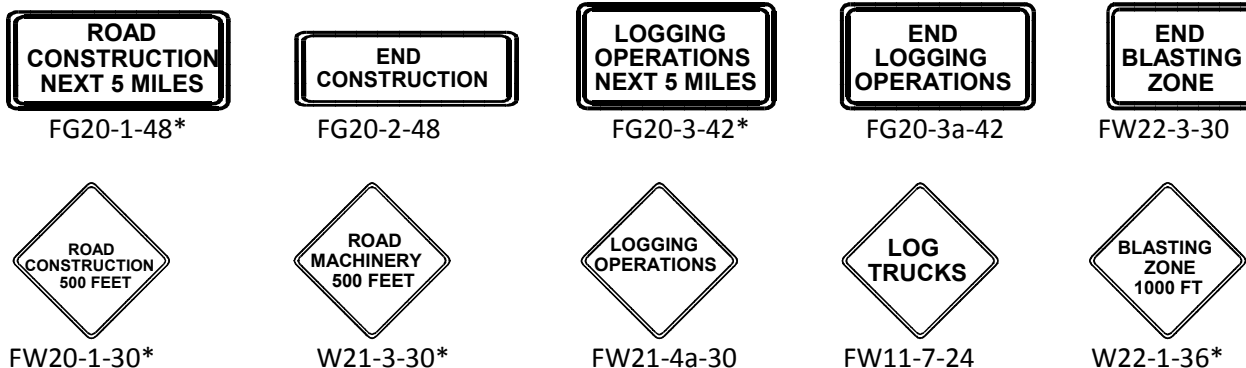 ROAD
CONSTRUCTION
NEXT 5 MILES
FG20-1-48*
END
CONSTRUCTION
FG20-2-48
LOGGING
OPERATIONS
NEXT 5 MILES
FG20-3-42*
END
LOGGING
OPERATIONS
FG20-3a-42
END
BLASTING
ZONE
FW22-3-30
ROAD
CONSTRUCTION
500 FEET
FW20-1-30*
ROAD
MACHINERY
500 FEET
W21-3-30*
LOGGING
OPERATIONS
FW21-4a-30
LOG
TRUCKS
FW11-7-24
BLASTING
ZONE
1000 FT
W22-1-36*